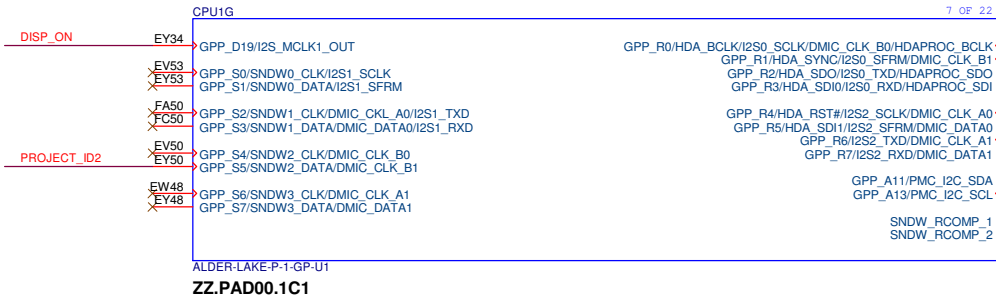 CPU1G 7 OF 22
DISP_ON EY34 GPP_D19/I2S_MCLK1_OUT GPP_R0/HDA_BCLK/I2S0_SCLK/DMIC_CLK_B0/HDAPROC_BCLK
GPP_R1/HDA_SYNC/I2S0_SFRM/DMIC_CLK_B1
EV53 GPP_S0/SNDW0_CLK/I2S1_SCLK GPP_R2/HDA_SDO/I2S0_TXD/HDAPROC_SDO
EY53 GPP_S1/SNDW0_DATA/I2S1_SFRM GPP_R3/HDA_SDI0/I2S0_RXD/HDAPROC_SDI
FA50 GPP_S2/SNDW1_CLK/DMIC_CKL_A0/I2S1_TXD GPP_R4/HDA_RST#/I2S2_SCLK/DMIC_CLK_A0
FC50 GPP_S3/SNDW1_DATA/DMIC_DATA0/I2S1_RXD GPP_R5/HDA_SDI1/I2S2_SFRM/DMIC_DATA0
GPP_R6/I2S2_TXD/DMIC_CLK_A1
EV50 GPP_S4/SNDW2_CLK/DMIC_CLK_B0 GPP_R7/I2S2_RXD/DMIC_DATA1
PROJECT_ID2 EY50 GPP_S5/SNDW2_DATA/DMIC_CLK_B1
GPP_A11/PMC_I2C_SDA
EW48 GPP_S6/SNDW3_CLK/DMIC_CLK_A1 GPP_A13/PMC_I2C_SCL
EY48 GPP_S7/SNDW3_DATA/DMIC_DATA1
SNDW_RCOMP_1
SNDW_RCOMP_2
ALDER-LAKE-P-1-GP-U1
ZZ.PAD00.1C1